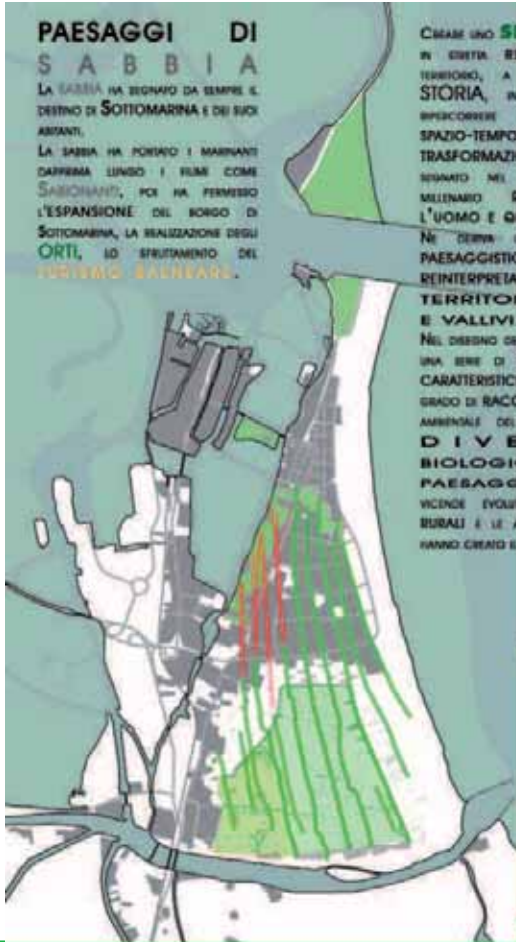 PAESAGGI DI
SABBIA
LA SABBIA HA SEGNATO DA SEMPRE IL
DESTINO DI SOTTOMARINA E DEI SUOI
ABITANTI.
LA SABBIA HA PORTATO I MARINANTI
DAPPRIMA LUNGO I FIUMI COME
SABIONANTI, POI HA PERMESSO
L'ESPANSIONE DEL BORGO DI
SOTTOMARINA, LA REALIZZAZIONE DEGLI
ORTI, LO SFRUTTAMENTO DEL
TURISMO BALNEARE.
CREARE UNO
IN STRETTA
TERRITORIO, A
STORIA,
RIPERCORRERE
SPAZIO-TEMPO
TRASFORMAZI
SEGNATO NEL
MILLENARIO
L'UOMO E
NE DERIVA
PAESAGGISTIC
REINTERPRETA
TERRITO
E VALLIVI
NEL DISEGNO DE
UNA SERIE DI
CARATTERISTIC
GRADO DI RACC
AMBIENTALE DEL
DIVE
BIOLOGI
PAESAGG
VICENDE EVOLU
RURALI E LE A
HANNO CREATO